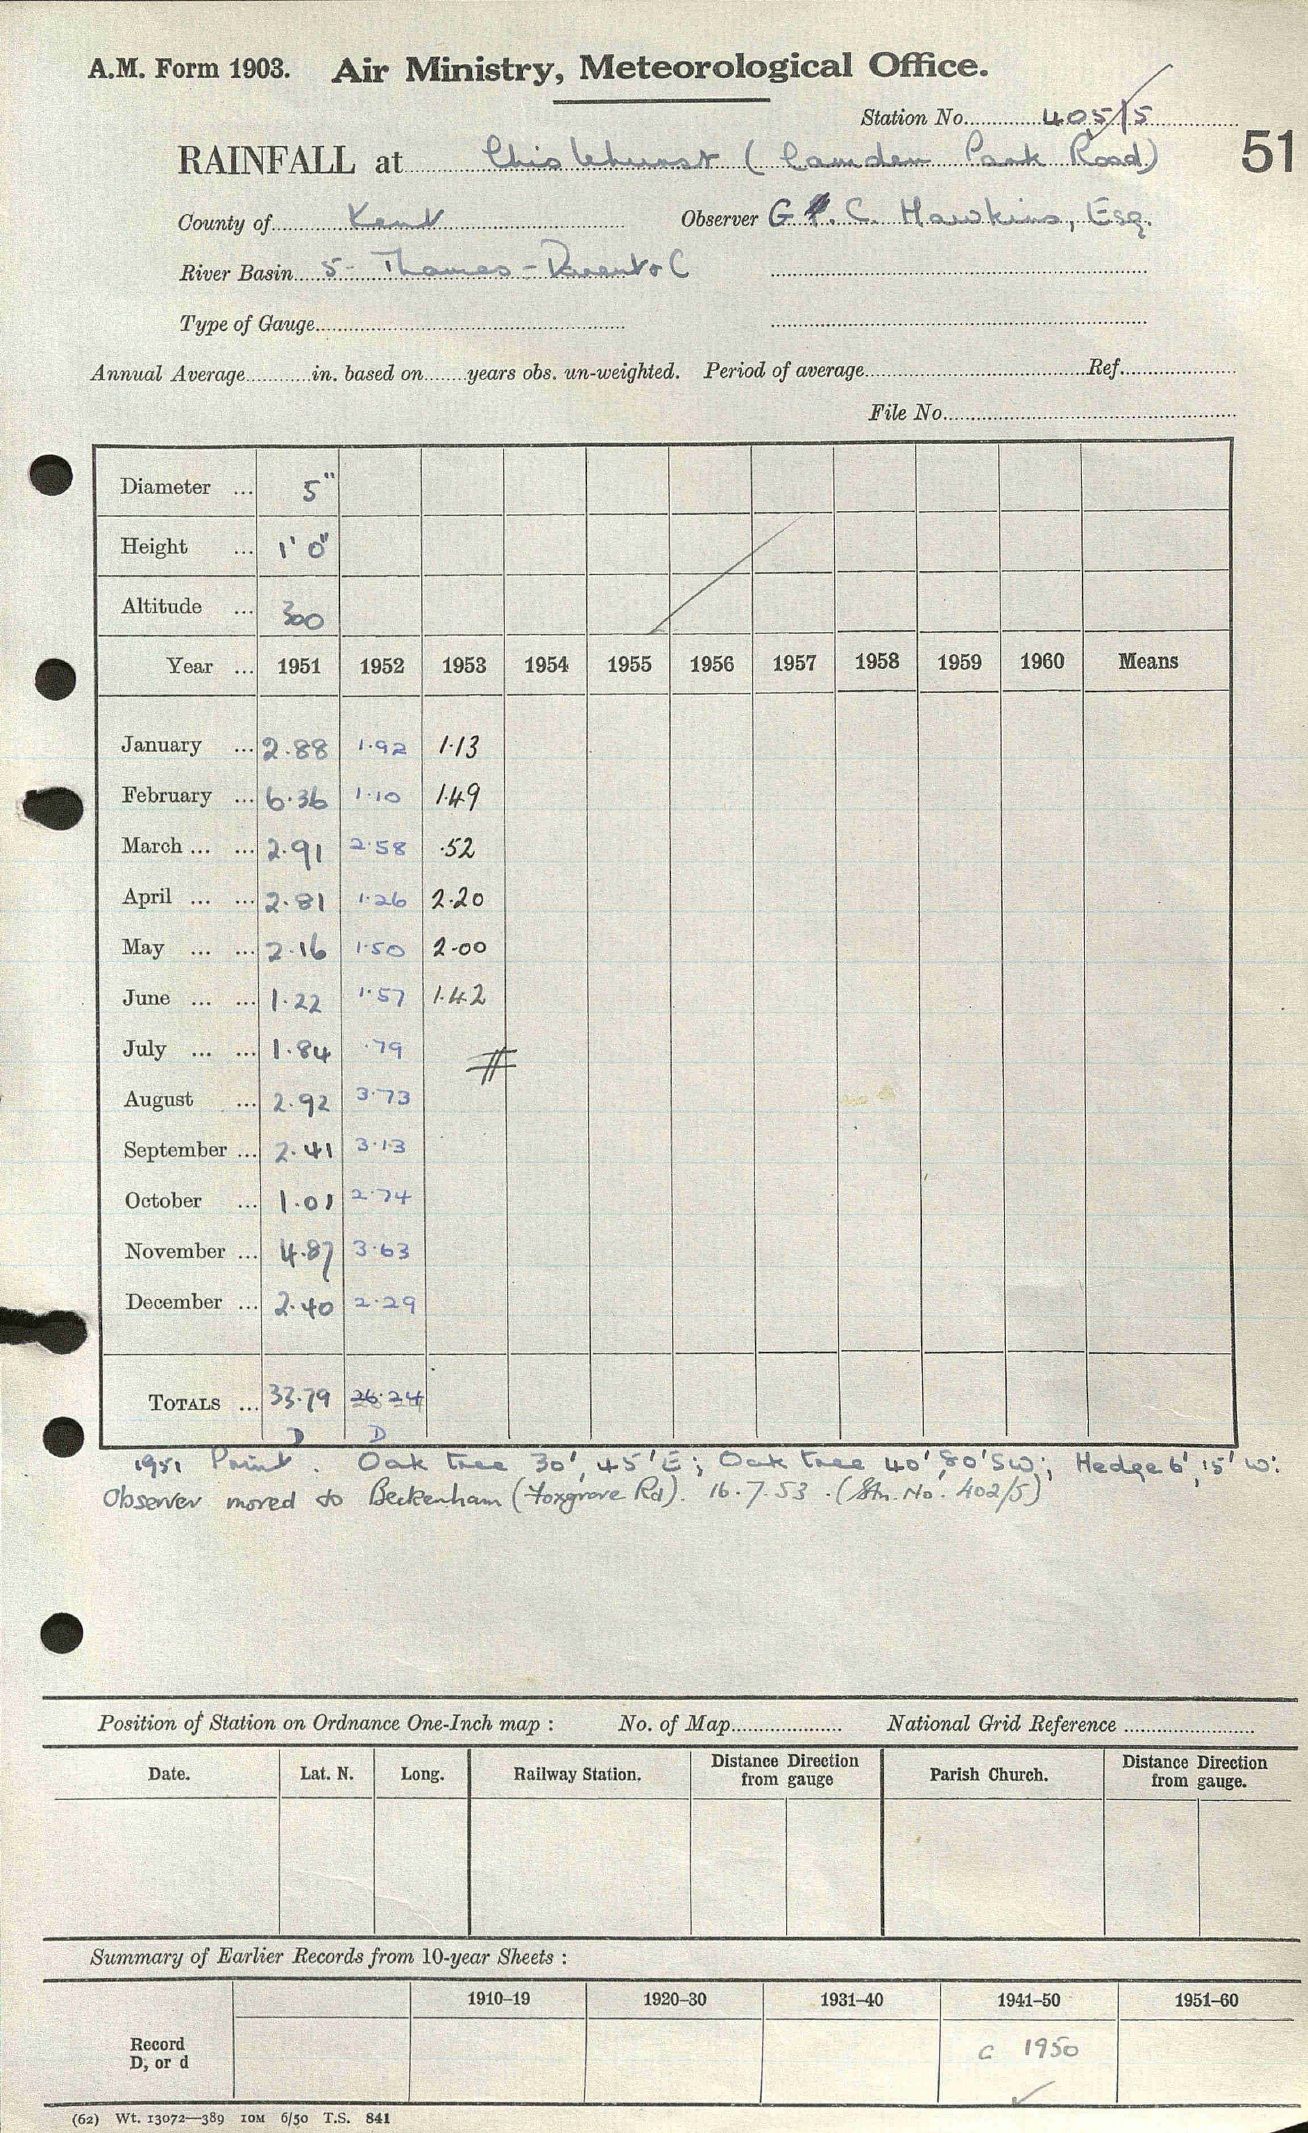 A.M. Form 1903. Air Ministry, Meteorological Office.
Station No. 405/5
RAINFALL at Chislehurst (Camden Park Road) 51
County of Kent Observer G. C. Hawkins, Esq.
River Basin 5 - Thames - Darent & C
Type of Gauge
Annual Average in. based on years obs. un-weighted. Period of average Ref.
File No.
Diameter ... 5"
Height ... 1' 0"
Altitude ... 300
Year ... 1951 1952 1953 1954 1955 1956 1957 1958 1959 1960 Means
January ... 2.88 1.92 1.13
February ... 6.36 1.10 1.49
March ... ... 2.91 2.58 .52
April ... ... 2.81 1.26 2.20
May ... ... 2.16 1.50 2.00
June ... ... 1.22 1.57 1.42
July ... ... 1.84 .79
August ... 2.92 3.73
September ... 2.41 3.13
October ... 1.01 2.74
November ... 4.87 3.63
December ... 2.40 2.29
TOTALS ... 33.79 26.24
D D
1951 Print. Oak tree 30', 45' E; Oak tree 40', 80' SW; Hedge 6', 15' W.
Observer moved to Beckenham (Foxgrove Rd). 16.7.53. (Stn. No. 402/5)
Position of Station on Ordnance One-Inch map : No. of Map National Grid Reference
Date. Lat. N. Long. Railway Station. Distance Direction from gauge Parish Church. Distance Direction from gauge.
Summary of Earlier Records from 10-year Sheets :
1910–19 1920–30 1931–40 1941–50 1951–60
Record
D, or d
c 1950
(62) Wt. 13072—389 10M 6/50 T.S. 841